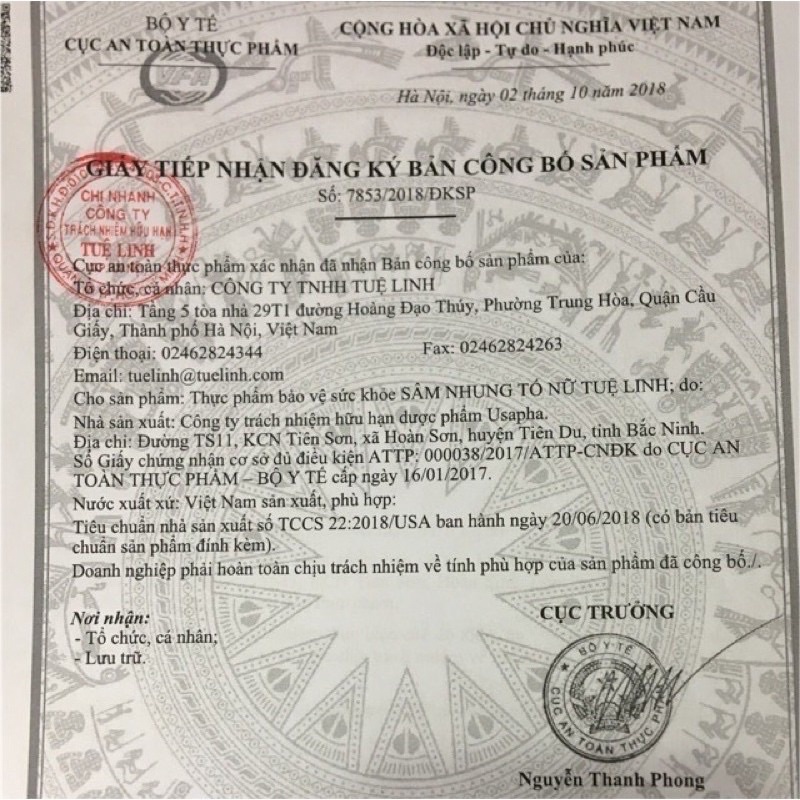 BỘ Y TẾ
CỤC AN TOÀN THỰC PHẨM
VFA
CỘNG HÒA XÃ HỘI CHỦ NGHĨA VIỆT NAM
Độc lập - Tự do - Hạnh phúc
Hà Nội, ngày 02 tháng 10 năm 2018
GIẤY TIẾP NHẬN ĐĂNG KÝ BẢN CÔNG BỐ SẢN PHẨM
Số: 7853/2018/ĐKSP
CHI NHÁNH
CÔNG TY
TRÁCH NHIỆM HỮU HẠN
TUỆ LINH
Cục an toàn thực phẩm xác nhận đã nhận Bản công bố sản phẩm của:
Tổ chức, cá nhân: CÔNG TY TNHH TUỆ LINH
Địa chỉ: Tầng 5 tòa nhà 29T1 đường Hoàng Đạo Thúy, Phường Trung Hòa, Quận Cầu
Giấy, Thành phố Hà Nội, Việt Nam
Điện thoại: 02462824344 Fax: 02462824263
Email: tuelinh@tuelinh.com
Cho sản phẩm: Thực phẩm bảo vệ sức khỏe SÂM NHUNG TỐ NỮ TUỆ LINH; do:
Nhà sản xuất: Công ty trách nhiệm hữu hạn dược phẩm Usapha.
Địa chỉ: Đường TS11, KCN Tiên Sơn, xã Hoàn Sơn, huyện Tiên Du, tỉnh Bắc Ninh.
Số Giấy chứng nhận cơ sở đủ điều kiện ATTP: 000038/2017/ATTP-CNĐK do CỤC AN
TOÀN THỰC PHẨM – BỘ Y TẾ cấp ngày 16/01/2017.
Nước xuất xứ: Việt Nam sản xuất, phù hợp:
Tiêu chuẩn nhà sản xuất số TCCS 22:2018/USA ban hành ngày 20/06/2018 (có bản tiêu
chuẩn sản phẩm đính kèm).
Doanh nghiệp phải hoàn toàn chịu trách nhiệm về tính phù hợp của sản phẩm đã công bố./.
Nơi nhận:
- Tổ chức, cá nhân;
- Lưu trữ.
CỤC TRƯỞNG
BỘ Y TẾ
CỤC AN TOÀN THỰC PHẨM
Nguyễn Thanh Phong